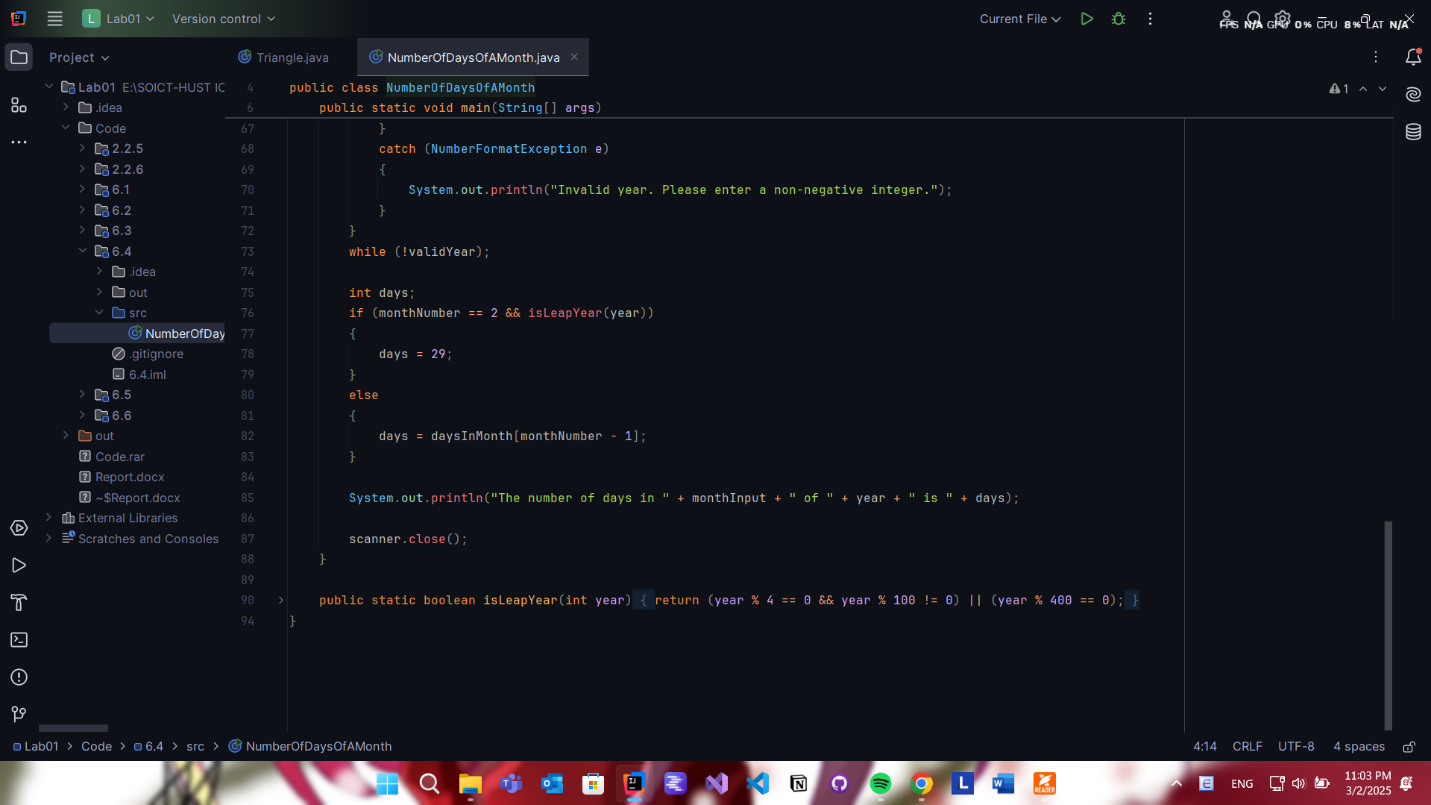 L Lab01 Version control Current File
FPS N/A GPU 0% CPU 8% LAT N/A
Project Triangle.java NumberOfDaysOfAMonth.java
Lab01 E:\SOICT-HUST IC
.idea
Code
2.2.5
2.2.6
6.1
6.2
6.3
6.4
.idea
out
src
NumberOfDay
.gitignore
6.4.iml
6.5
6.6
out
Code.rar
Report.docx
~$Report.docx
External Libraries
Scratches and Consoles
4 public class NumberOfDaysOfAMonth
6 public static void main(String[] args)
1
67 }
68 catch (NumberFormatException e)
69 {
70 System.out.println("Invalid year. Please enter a non-negative integer.");
71 }
72 }
73 while (!validYear);
74
75 int days;
76 if (monthNumber == 2 && isLeapYear(year))
77 {
78 days = 29;
79 }
80 else
81 {
82 days = daysInMonth[monthNumber - 1];
83 }
84
85 System.out.println("The number of days in " + monthInput + " of " + year + " is " + days);
86
87 scanner.close();
88 }
89
90 public static boolean isLeapYear(int year) { return (year % 4 == 0 && year % 100 != 0) || (year % 400 == 0); }
94 }
Lab01 > Code > 6.4 > src > NumberOfDaysOfAMonth 4:14 CRLF UTF-8 4 spaces
ENG 11:03 PM
3/2/2025